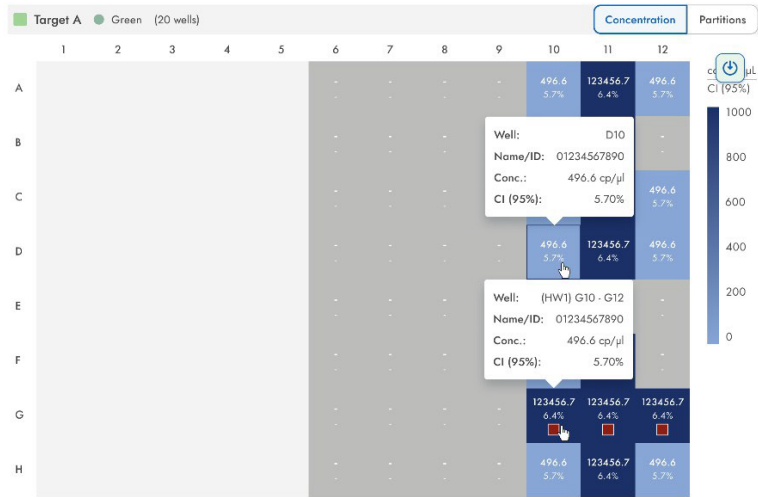 Target A Green (20 wells) Concentration Partitions
1 2 3 4 5 6 7 8 9 10 11 12
CI (95%)
A - - - - 496.6 123456.7 496.6
- - - - 5.7% 6.4% 5.7%
1000
B - - - - -
- - - - -
Well: D10
Name/ID: 01234567890
Conc.: 496.6 cp/µl
CI (95%): 5.70%
800
C - - - - 496.6
- - - - 5.7%
600
D - - - - 496.6 123456.7 496.6
- - - - 5.7% 6.4% 5.7%
400
E - - - - -
- - - - -
Well: (HW1) G10 - G12
Name/ID: 01234567890
Conc.: 496.6 cp/µl
CI (95%): 5.70%
200
0
F - - - - -
- - - - -
G - - - - 123456.7 123456.7 123456.7
- - - - 6.4% 6.4% 6.4%
H - - - - 496.6 123456.7 496.6
- - - - 5.7% 6.4% 5.7%